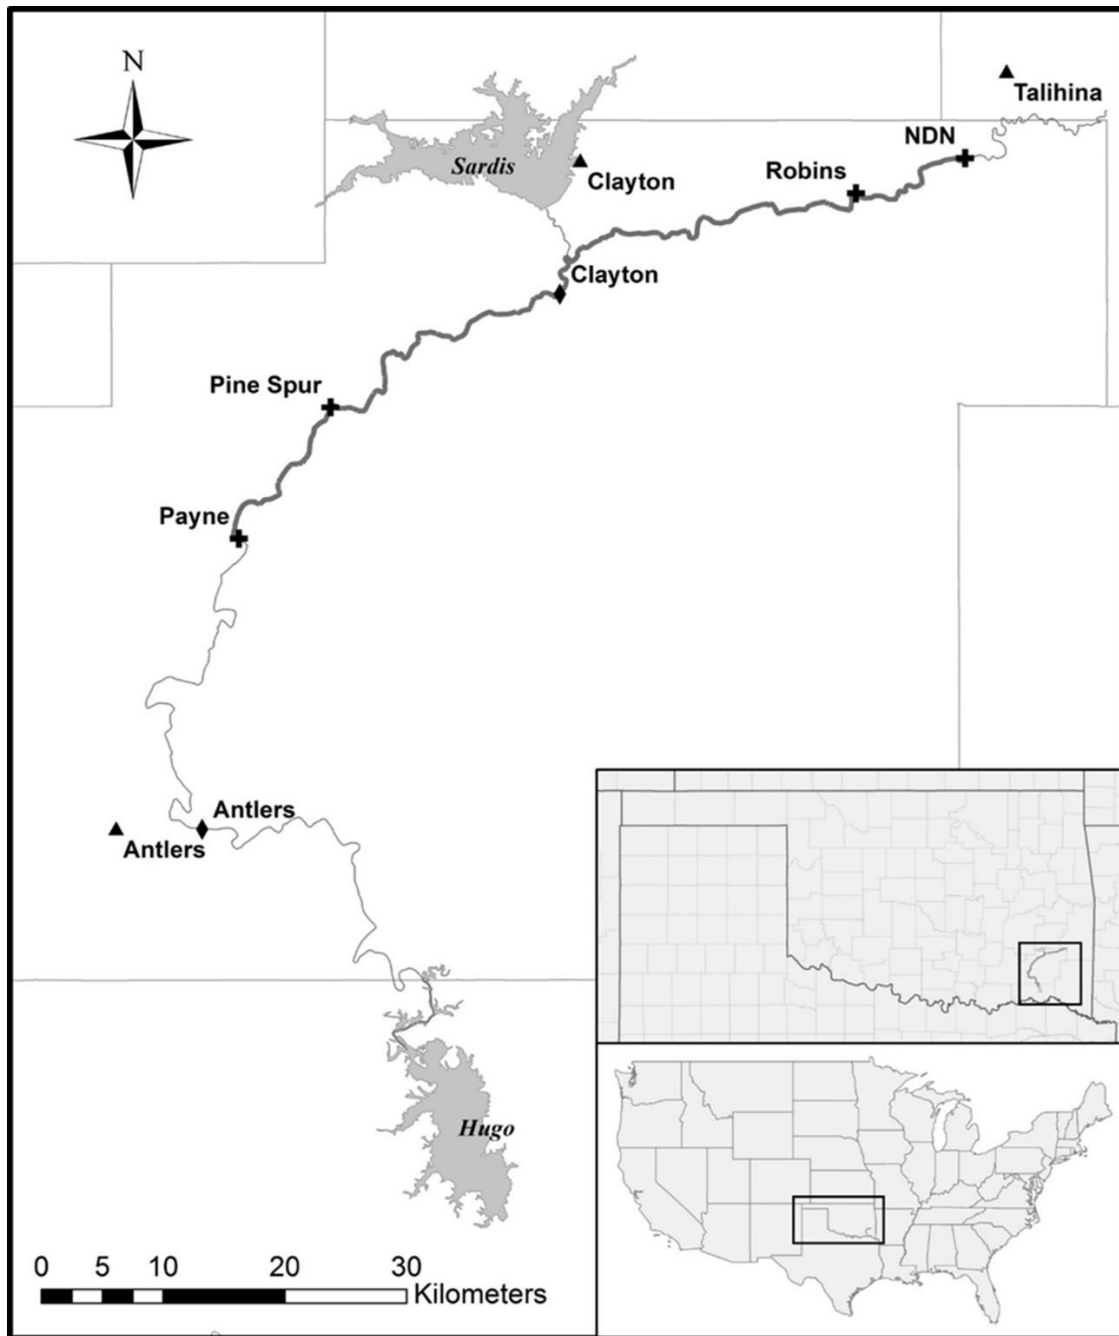 N
Talihina
NDN
Robins
Sardis
Clayton
Clayton
Pine Spur
Payne
Antlers
Antlers
Hugo
0 5 10 20 30
Kilometers